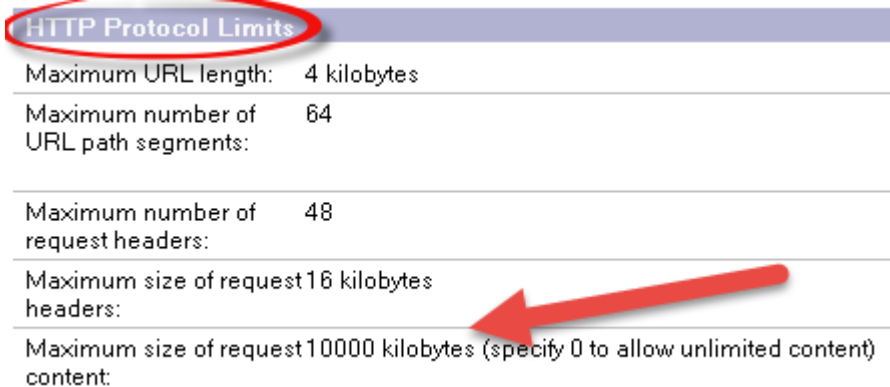 HTTP Protocol Limits
Maximum URL length: 4 kilobytes
Maximum number of 64
URL path segments:
Maximum number of 48
request headers:
Maximum size of request 16 kilobytes
headers:
Maximum size of request 10000 kilobytes (specify 0 to allow unlimited content)
content: